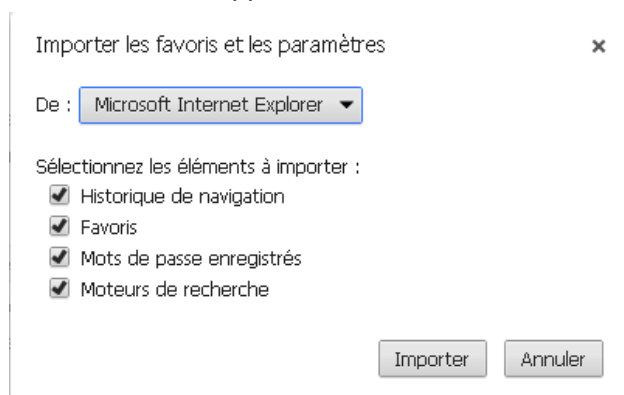 Importer les favoris et les paramètres
De : Microsoft Internet Explorer
Sélectionnez les éléments à importer :
Historique de navigation
Favoris
Mots de passe enregistrés
Moteurs de recherche
Importer Annuler